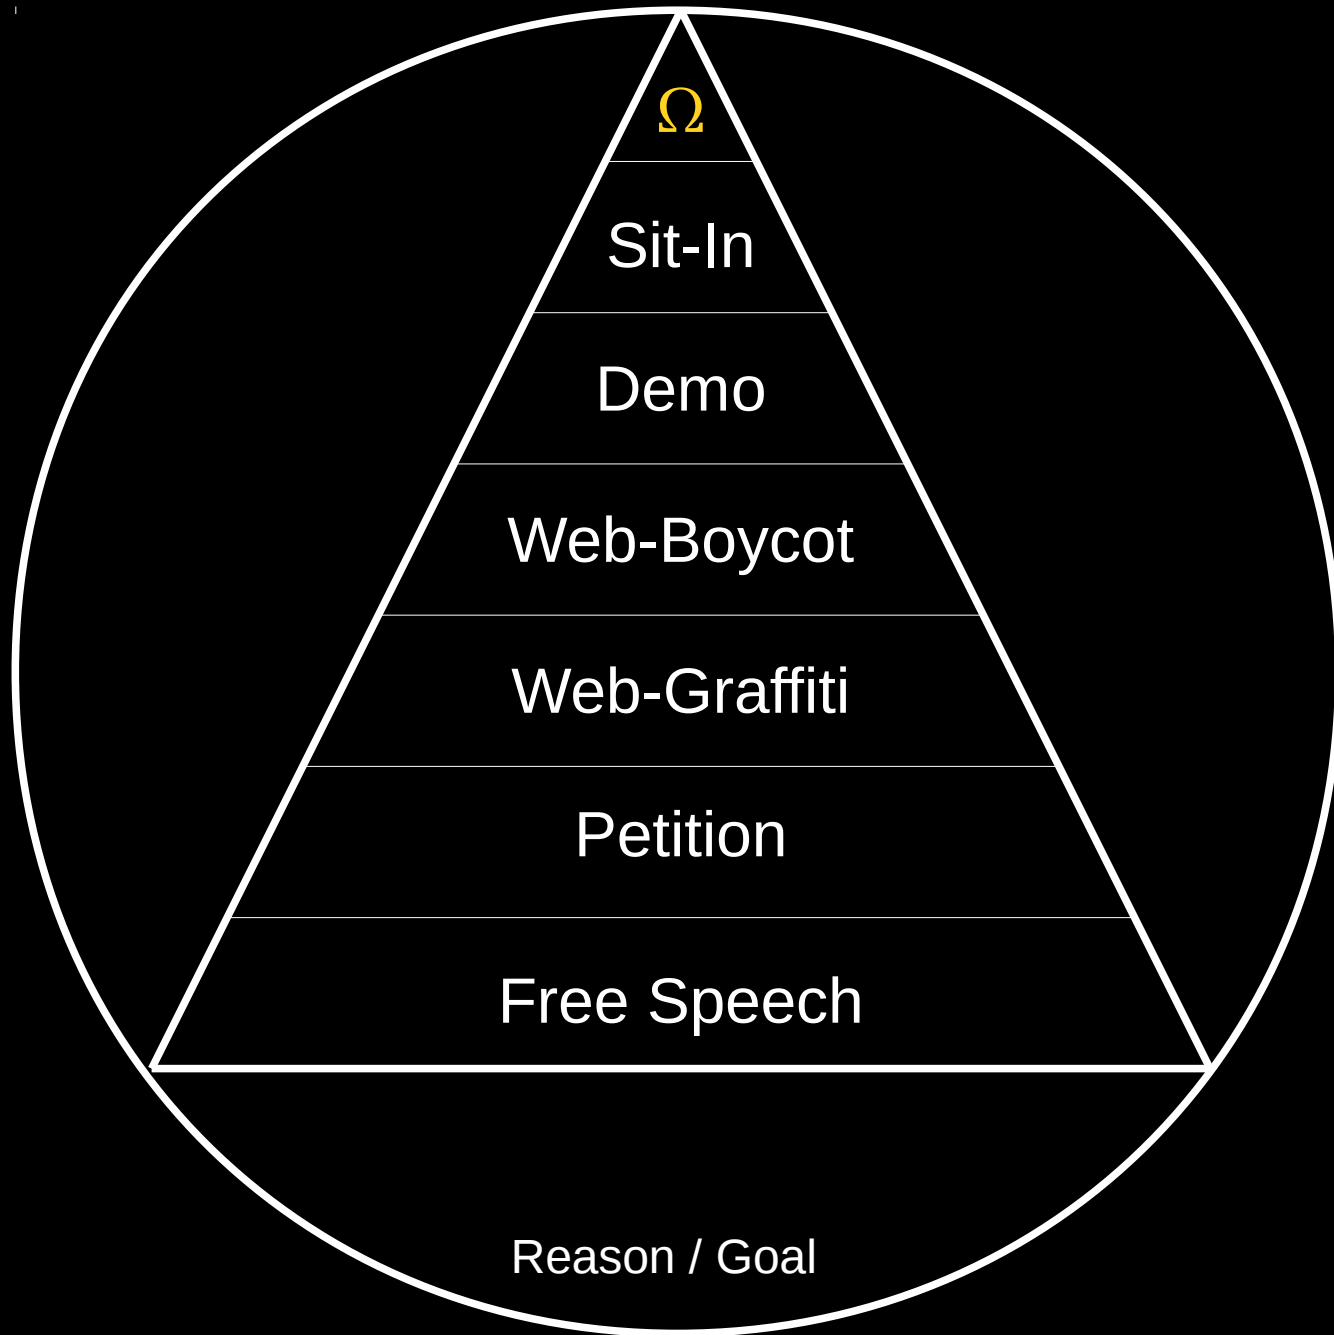 Ω
Sit-In
Demo
Web-Boycot
Web-Graffiti
Petition
Free Speech
Reason / Goal